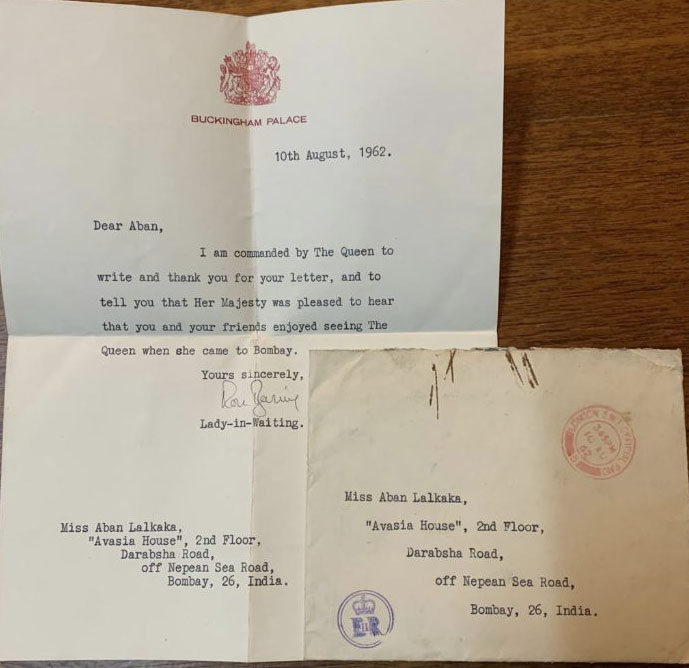 BUCKINGHAM PALACE
10th August, 1962.
Dear Aban,
I am commanded by The Queen to
write and thank you for your letter, and to
tell you that Her Majesty was pleased to hear
that you and your friends enjoyed seeing The
Queen when she came to Bombay.
Yours sincerely,
Lady-in-Waiting.
Miss Aban Lalkaka,
"Avasia House", 2nd Floor,
Darabsha Road,
off Nepean Sea Road,
Bombay, 26, India.
LONDON S.W.1
Miss Aban Lalkaka,
"Avasia House", 2nd Floor,
Darabsha Road,
off Nepean Sea Road,
Bombay, 26, India.
EIIR